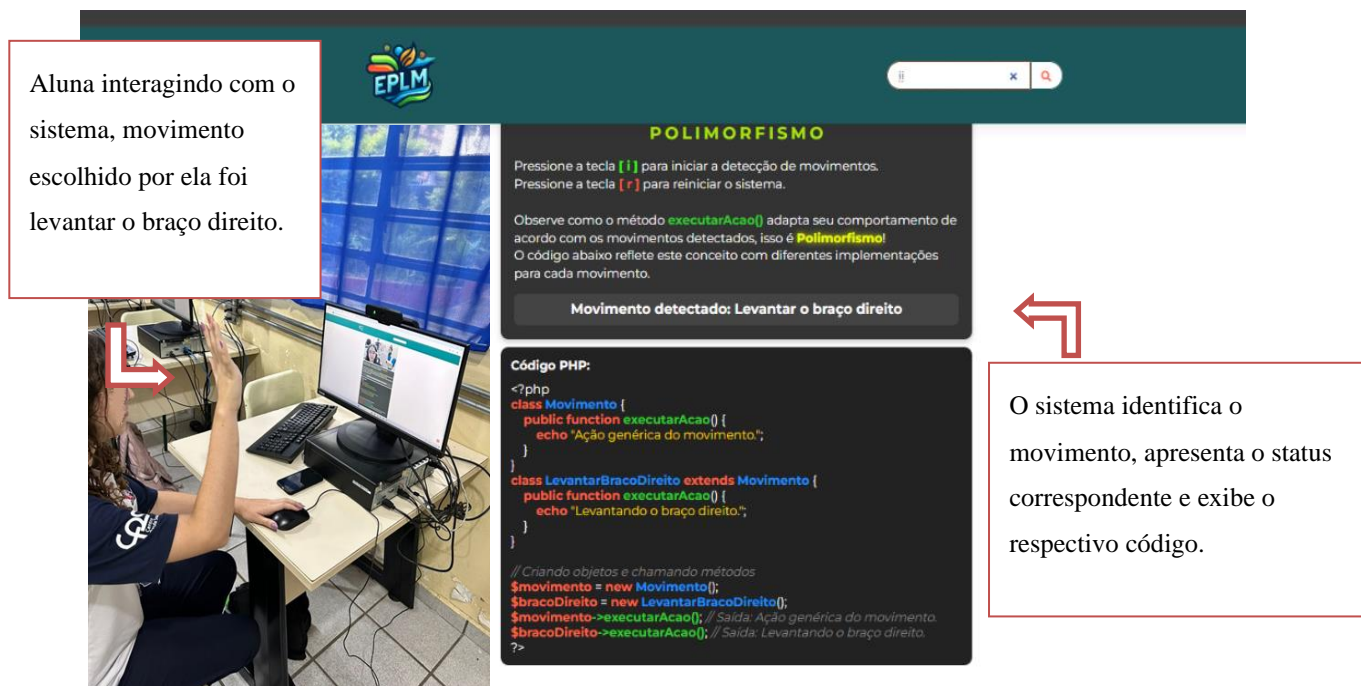 EPLM
ii
Aluna interagindo com o
sistema, movimento
escolhido por ela foi
levantar o braço direito.
POLIMORFISMO
Pressione a tecla [ i ] para iniciar a detecção de movimentos.
Pressione a tecla [ r ] para reiniciar o sistema.
Observe como o método executarAcao() adapta seu comportamento de
acordo com os movimentos detectados, isso é Polimorfismo!
O código abaixo reflete este conceito com diferentes implementações
para cada movimento.
Movimento detectado: Levantar o braço direito
Código PHP:
<?php
class Movimento {
public function executarAcao() {
echo "Ação genérica do movimento.";
}
}
class LevantarBracoDireito extends Movimento {
public function executarAcao() {
echo "Levantando o braço direito.";
}
}
// Criando objetos e chamando métodos
$movimento = new Movimento();
$bracoDireito = new LevantarBracoDireito();
$movimento->executarAcao(); // Saída: Ação genérica do movimento.
$bracoDireito->executarAcao(); // Saída: Levantando o braço direito.
?>
O sistema identifica o
movimento, apresenta o status
correspondente e exibe o
respectivo código.